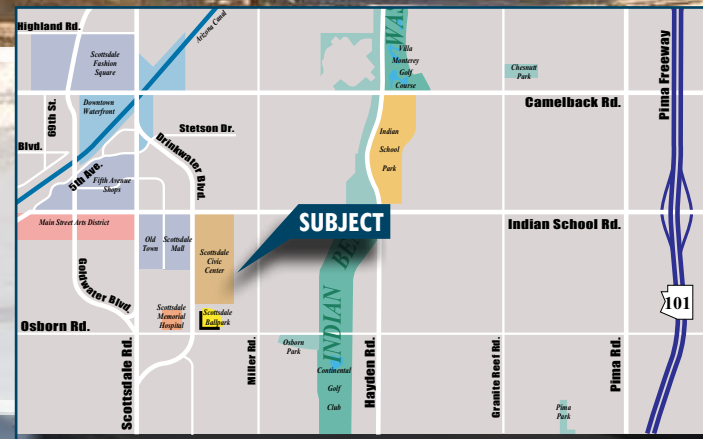 Highland Rd.
Scottsdale
Fashion
Square
Arizona Canal
WA
Villa
Monterey
Golf
Course
Chesnutt
Park
Pima Freeway
69th St.
Downtown
Waterfront
Camelback Rd.
Stetson Dr.
Drinkwater Blvd.
Blvd.
5th Ave.
Fifth Avenue
Shops
Indian
School
Park
Main Street Arts District
SUBJECT
Indian School Rd.
Old
Town
Scottsdale
Mall
Scottsdale
Civic
Center
INDIAN BE
Goldwater Blvd.
Scottsdale
Memorial
Hospital
Scottsdale
Ballpark
101
Osborn Rd.
Osborn
Park
Scottsdale Rd.
Miller Rd.
Continental
Golf
Club
Hayden Rd.
Granite Reef Rd.
Pima
Park
Pima Rd.